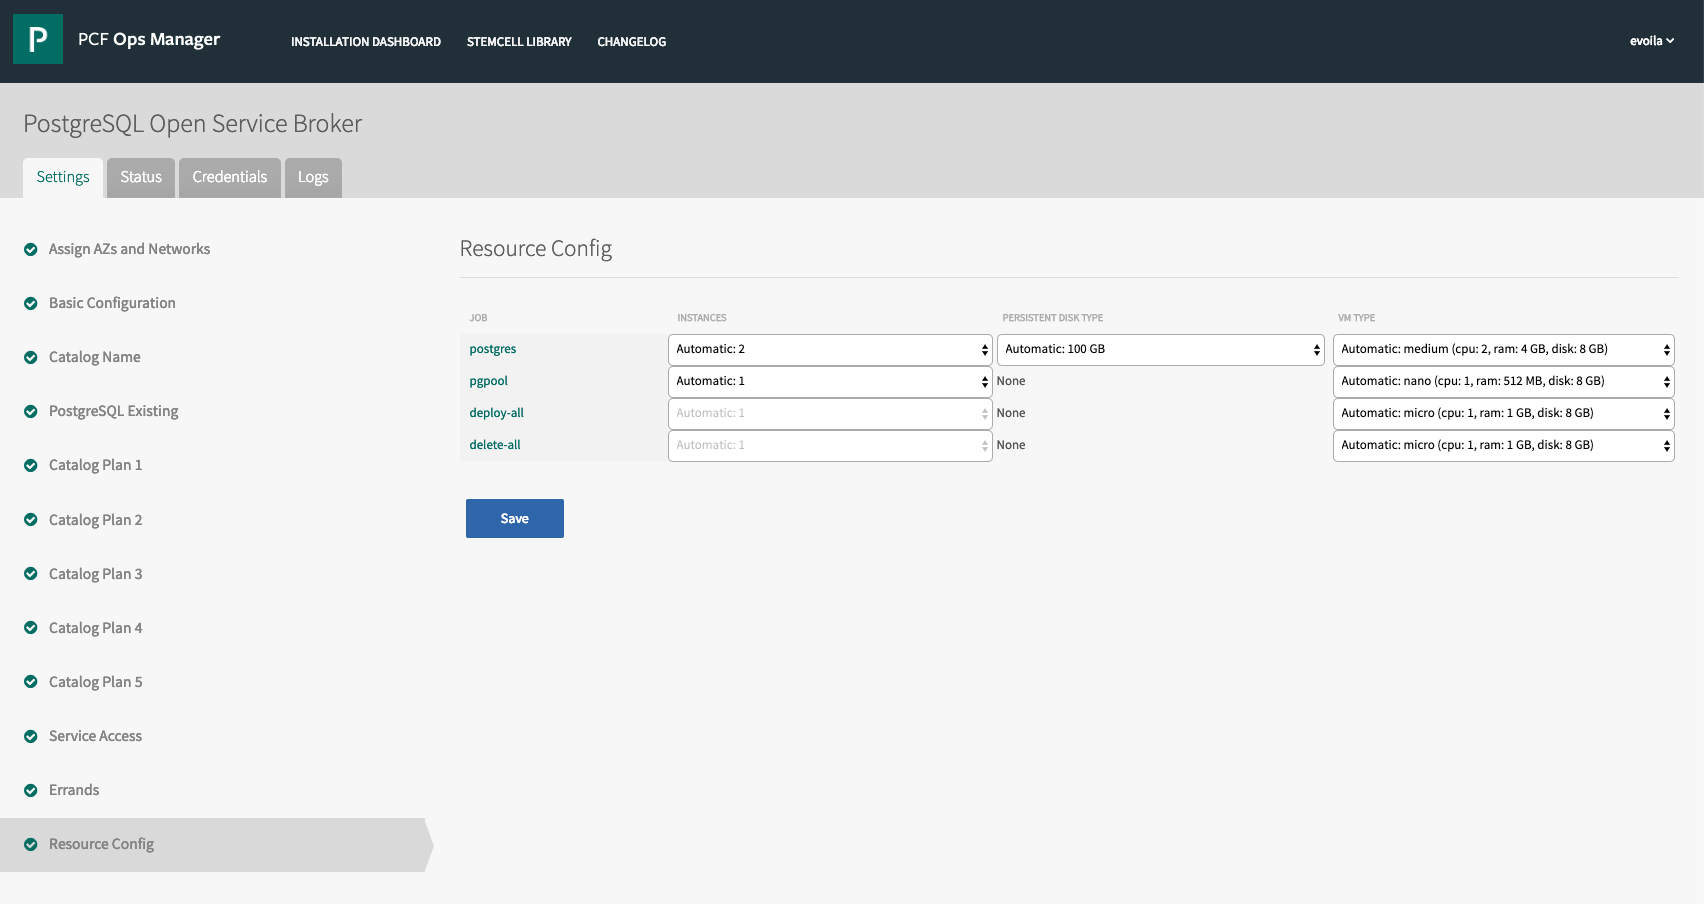 P PCF Ops Manager INSTALLATION DASHBOARD STEMCELL LIBRARY CHANGELOG evoila
PostgreSQL Open Service Broker
Settings Status Credentials Logs
Assign AZs and Networks
Basic Configuration
Catalog Name
PostgreSQL Existing
Catalog Plan 1
Catalog Plan 2
Catalog Plan 3
Catalog Plan 4
Catalog Plan 5
Service Access
Errands
Resource Config
Resource Config
JOB INSTANCES PERSISTENT DISK TYPE VM TYPE
postgres Automatic: 2 Automatic: 100 GB Automatic: medium (cpu: 2, ram: 4 GB, disk: 8 GB)
pgpool Automatic: 1 None Automatic: nano (cpu: 1, ram: 512 MB, disk: 8 GB)
deploy-all Automatic: 1 None Automatic: micro (cpu: 1, ram: 1 GB, disk: 8 GB)
delete-all Automatic: 1 None Automatic: micro (cpu: 1, ram: 1 GB, disk: 8 GB)
Save